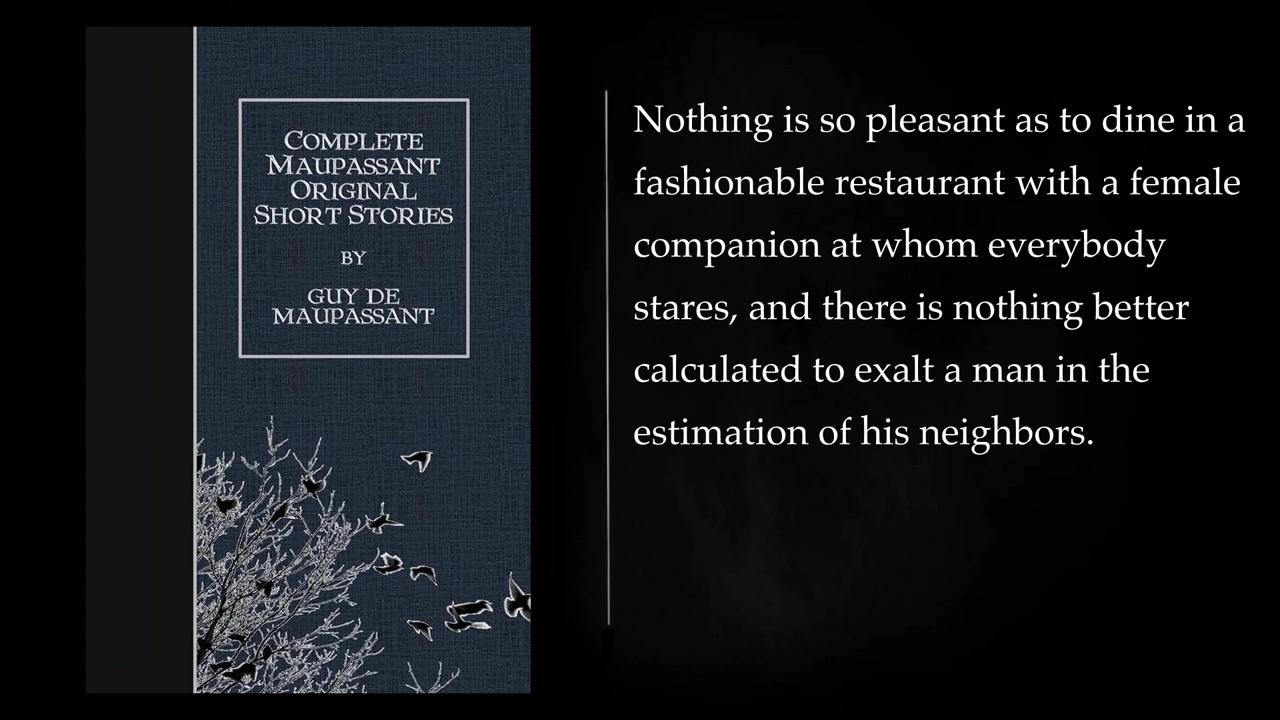 COMPLETE
MAUPASSANT
ORIGINAL
SHORT STORIES
BY
GUY DE
MAUPASSANT
Nothing is so pleasant as to dine in a
fashionable restaurant with a female
companion at whom everybody
stares, and there is nothing better
calculated to exalt a man in the
estimation of his neighbors.